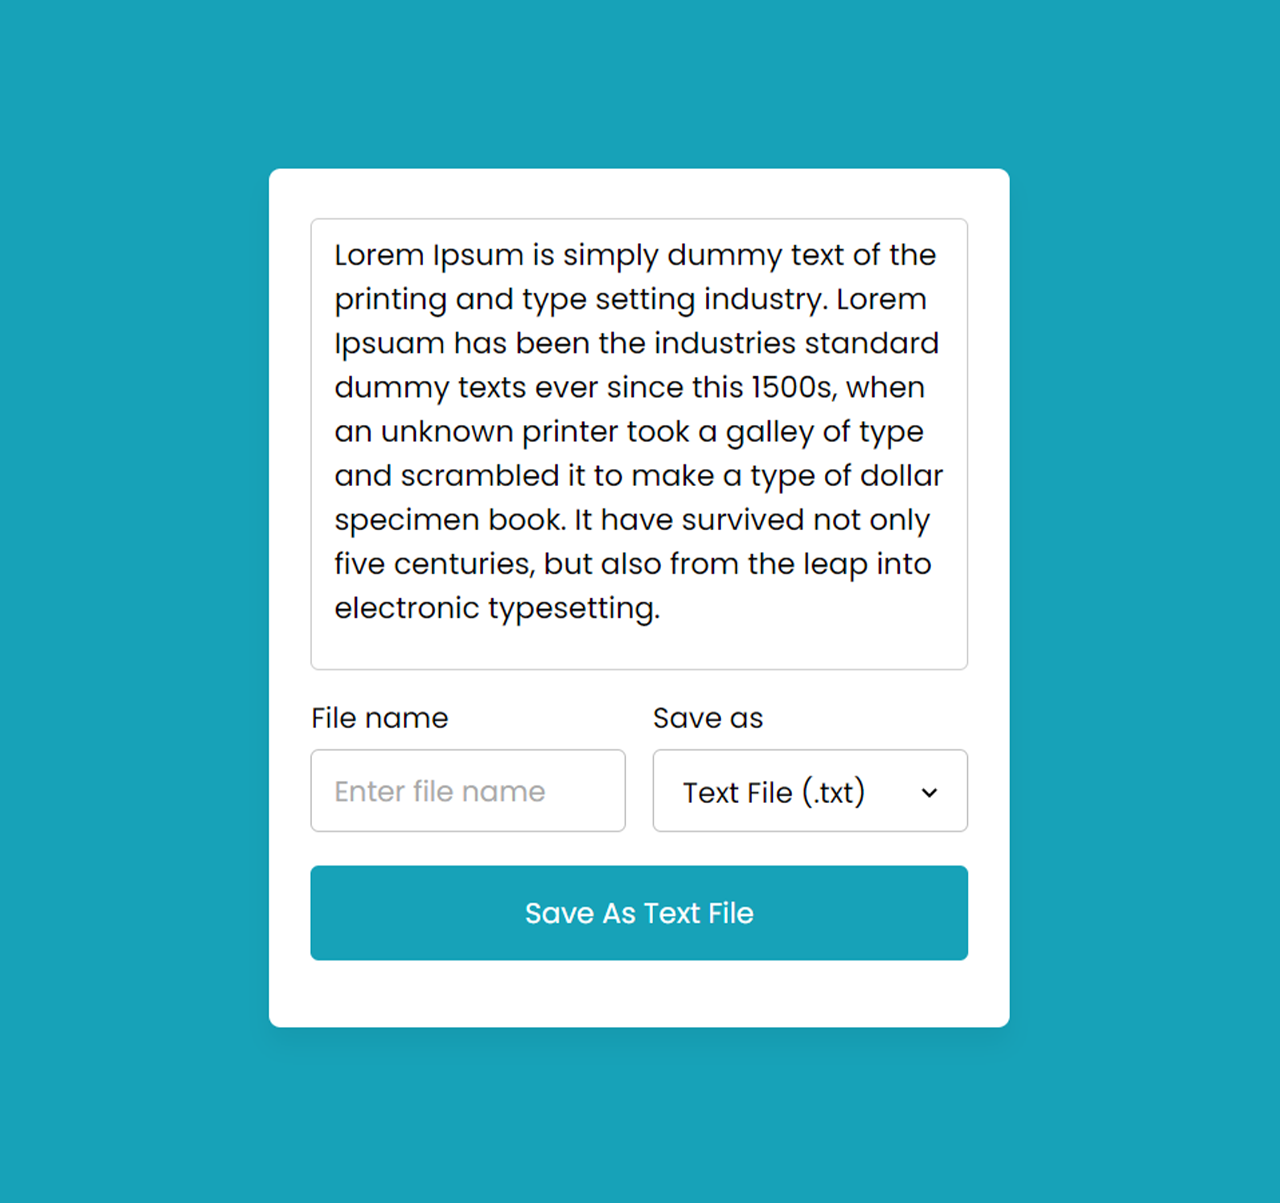 Lorem Ipsum is simply dummy text of the
printing and type setting industry. Lorem
Ipsuam has been the industries standard
dummy texts ever since this 1500s, when
an unknown printer took a galley of type
and scrambled it to make a type of dollar
specimen book. It have survived not only
five centuries, but also from the leap into
electronic typesetting.
File name
Save as
Enter file name
Text File (.txt)
Save As Text File